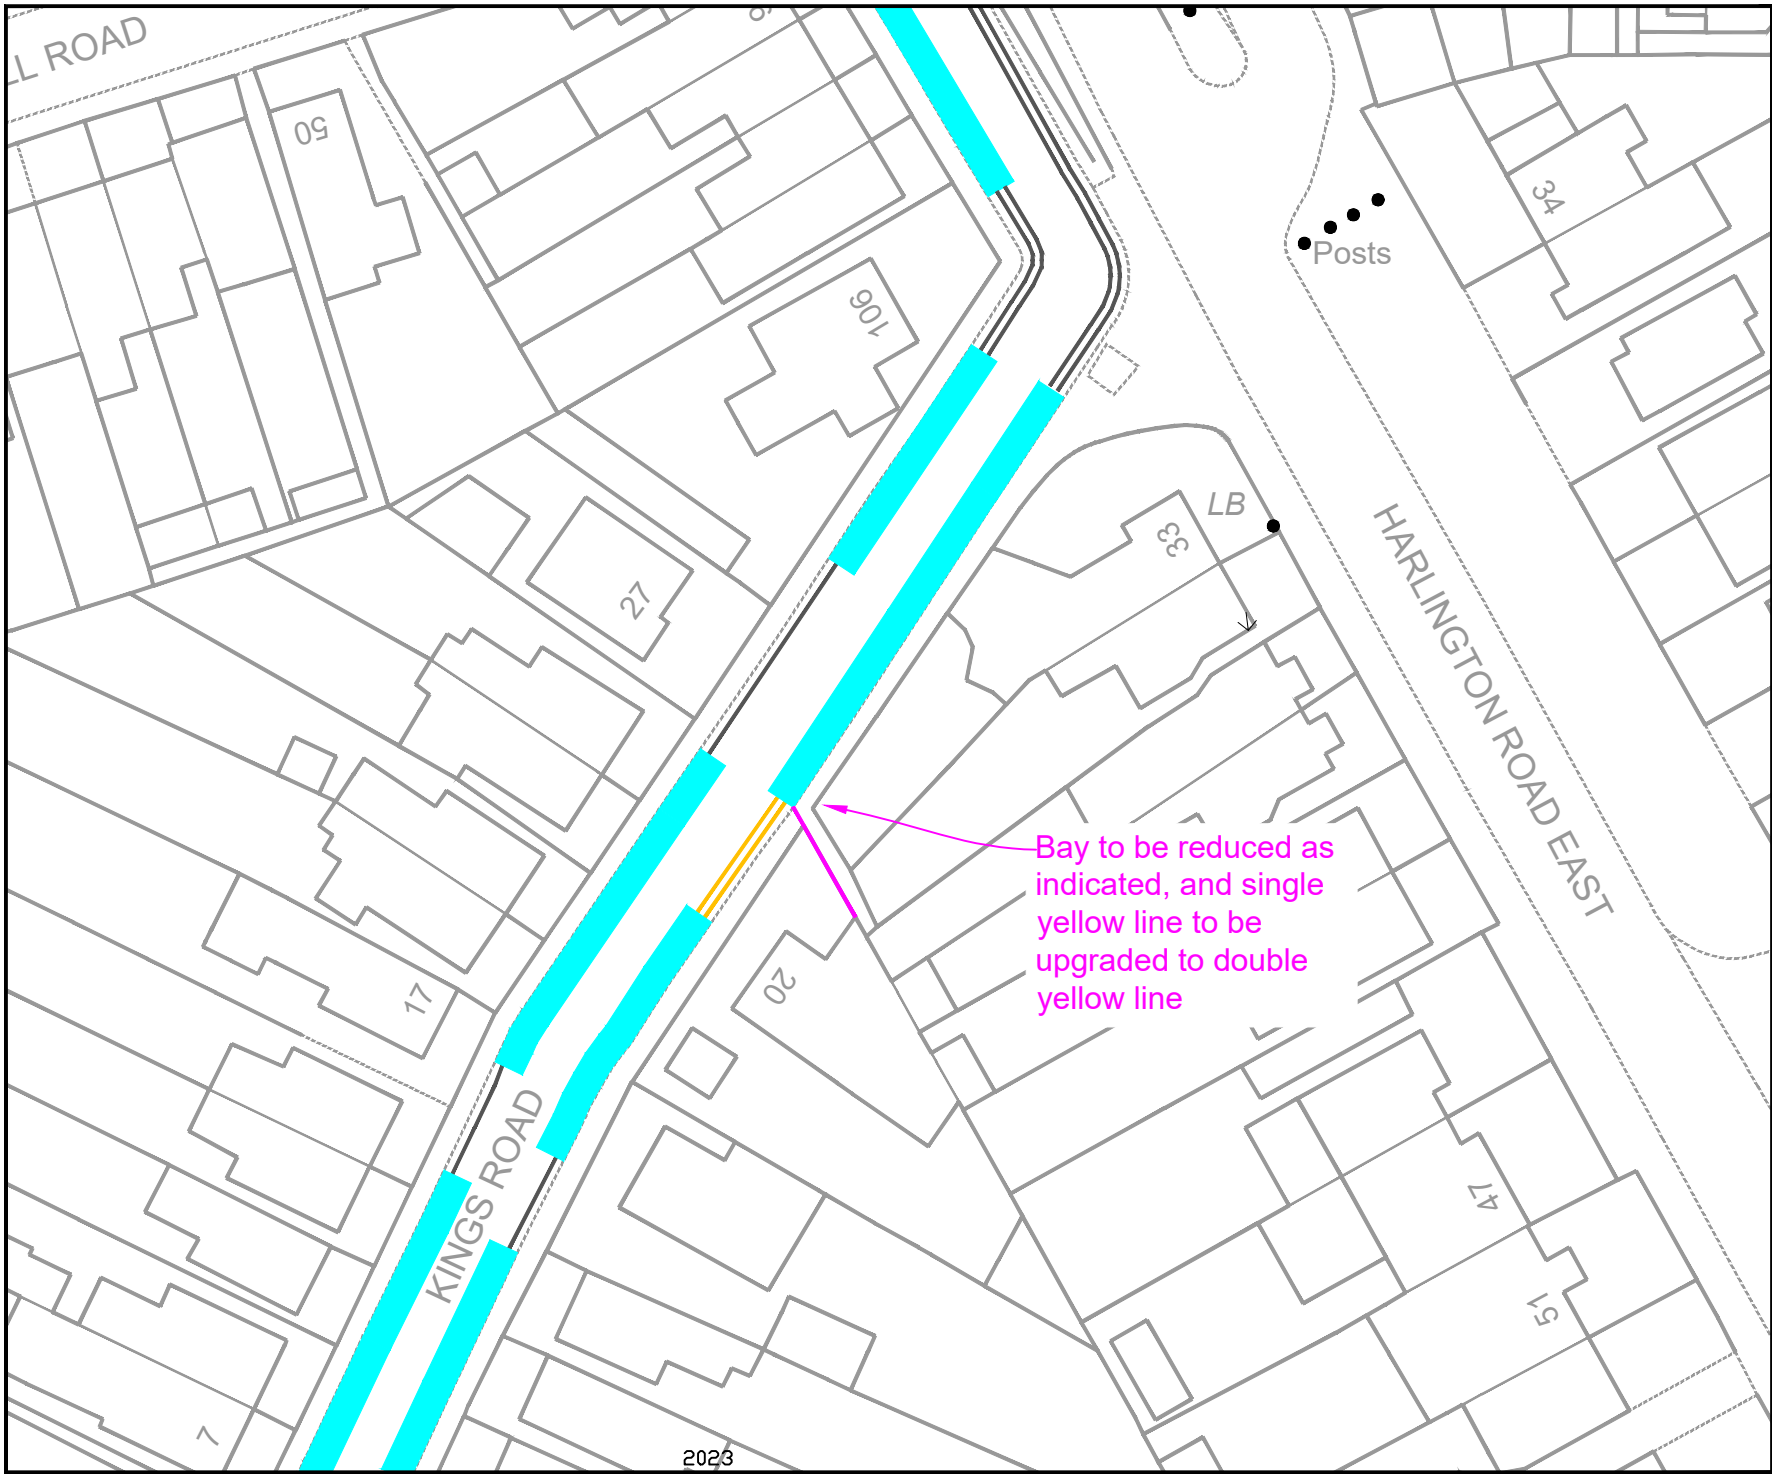 LL ROAD
50
106
Posts
34
LB
33
27
HARLINGTON ROAD EAST
Bay to be reduced as
indicated, and single
yellow line to be
upgraded to double
yellow line
20
17
KINGS ROAD
47
51
7
2023